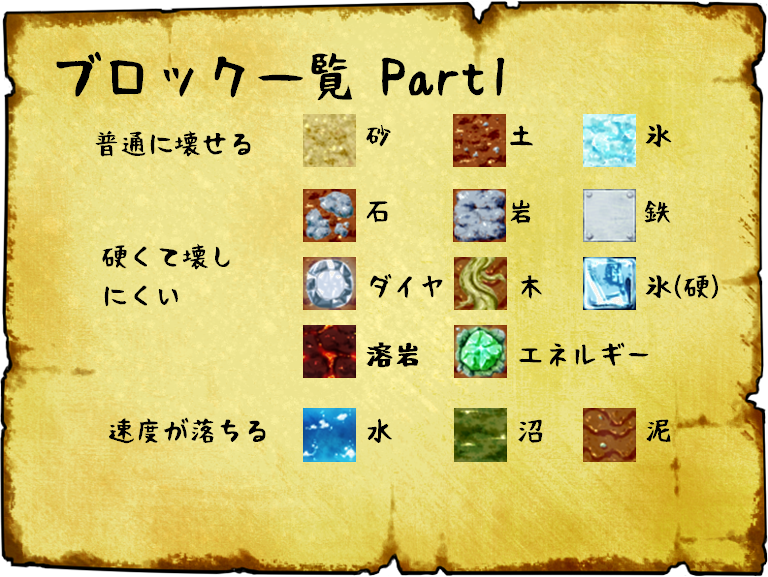 ブロック一覧 Part1
普通に壊せる 砂 土 氷
石 岩 鉄
硬くて壊し
にくい ダイヤ 木 氷(硬)
溶岩 エネルギー
速度が落ちる 水 沼 泥